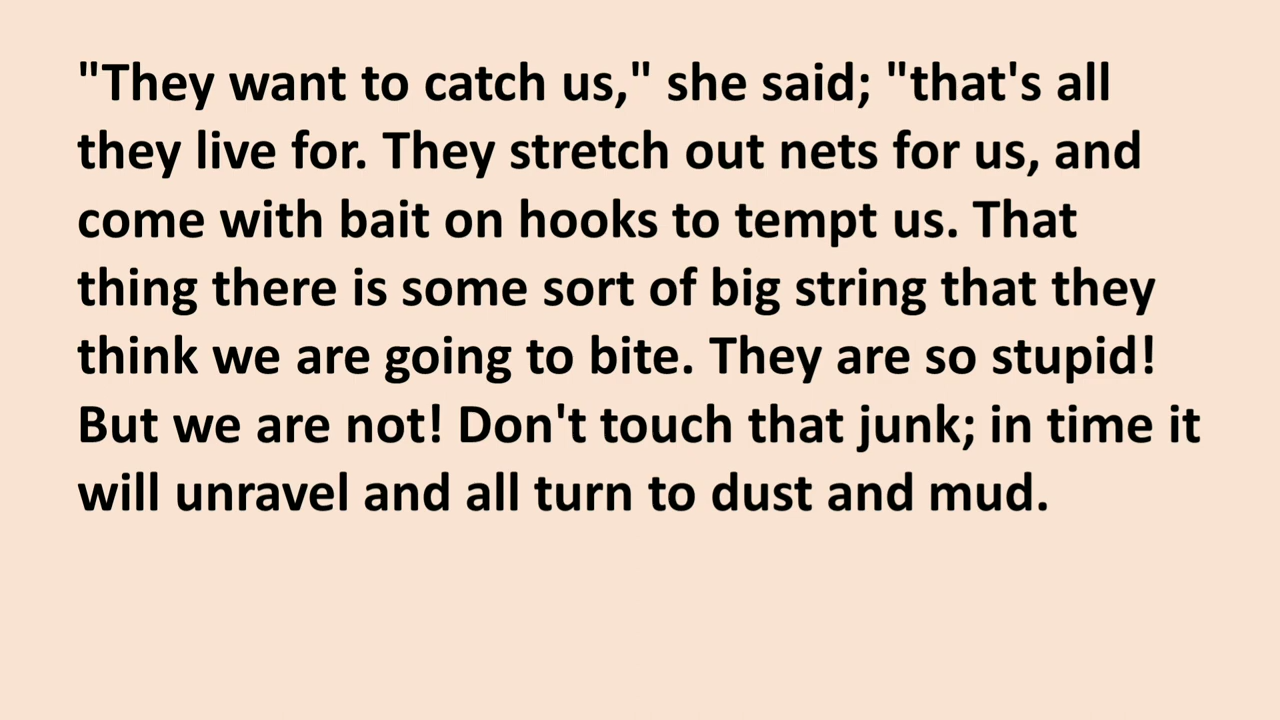 "They want to catch us," she said; "that's all
they live for. They stretch out nets for us, and
come with bait on hooks to tempt us. That
thing there is some sort of big string that they
think we are going to bite. They are so stupid!
But we are not! Don't touch that junk; in time it
will unravel and all turn to dust and mud.